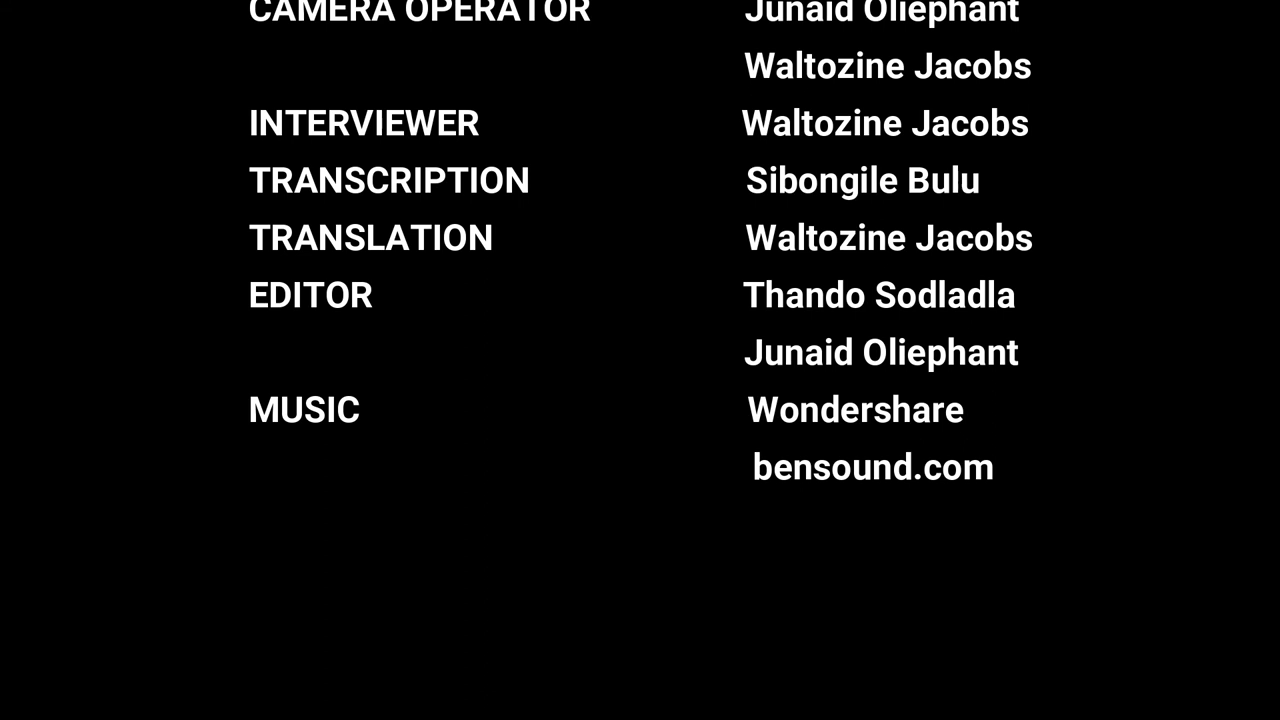 CAMERA OPERATOR Junaid Oliephant
Waltozine Jacobs
INTERVIEWER Waltozine Jacobs
TRANSCRIPTION Sibongile Bulu
TRANSLATION Waltozine Jacobs
EDITOR Thando Sodladla
Junaid Oliephant
MUSIC Wondershare
bensound.com